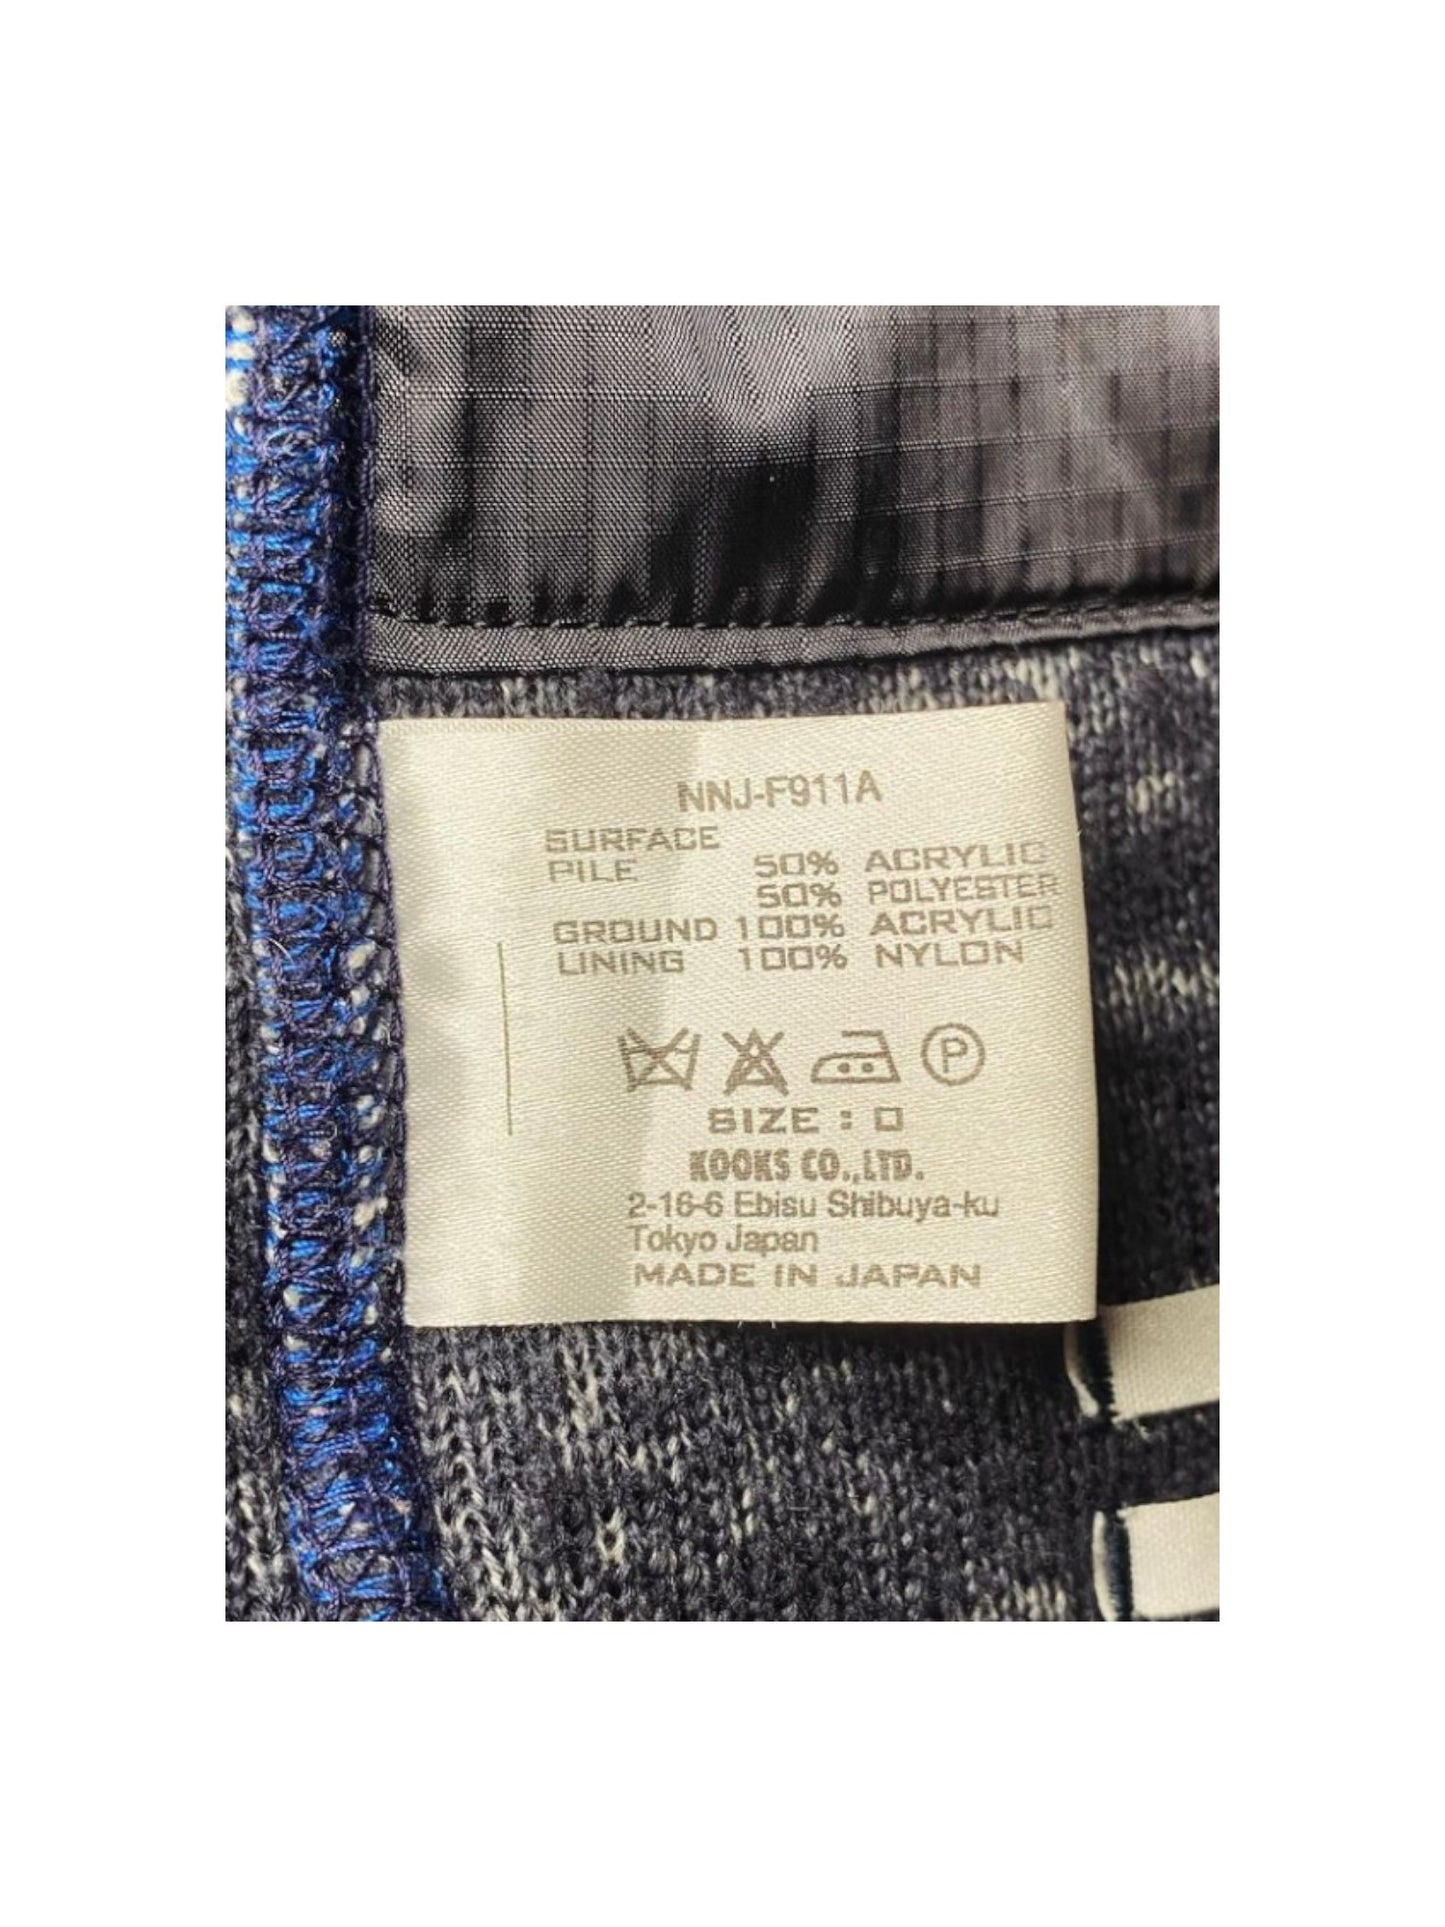 NNJ-F911A
SURFACE
PILE 50% ACRYLIC
50% POLYESTER
GROUND 100% ACRYLIC
LINING 100% NYLON
P
SIZE : 0
KOOKS CO.,LTD.
2-16-6 Ebisu Shibuya-ku
Tokyo Japan
MADE IN JAPAN